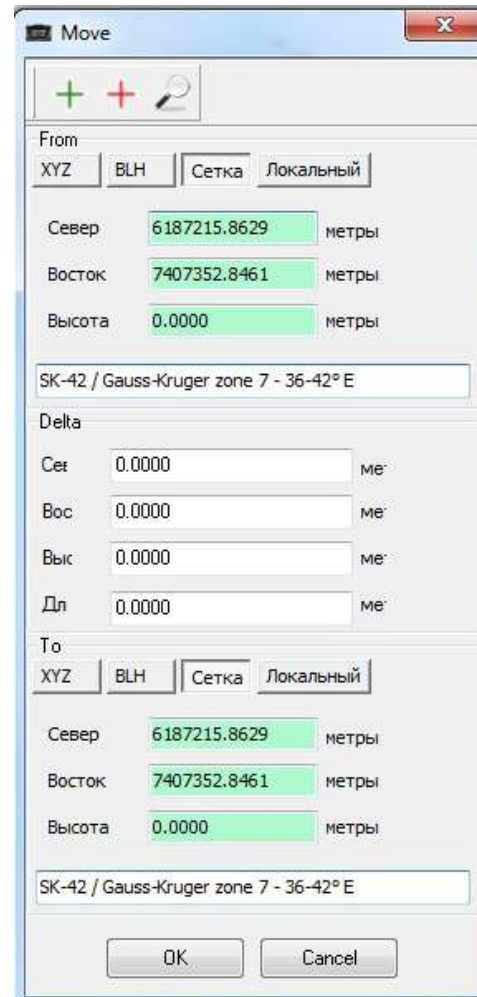 Move
From
XYZ BLH Сетка Локальный
Север 6187215.8629 метры
Восток 7407352.8461 метры
Высота 0.0000 метры
SK-42 / Gauss-Kruger zone 7 - 36-42° E
Delta
Сев 0.0000 ме
Вос 0.0000 ме
Выс 0.0000 ме
Дл 0.0000 ме
To
XYZ BLH Сетка Локальный
Север 6187215.8629 метры
Восток 7407352.8461 метры
Высота 0.0000 метры
SK-42 / Gauss-Kruger zone 7 - 36-42° E
OK Cancel